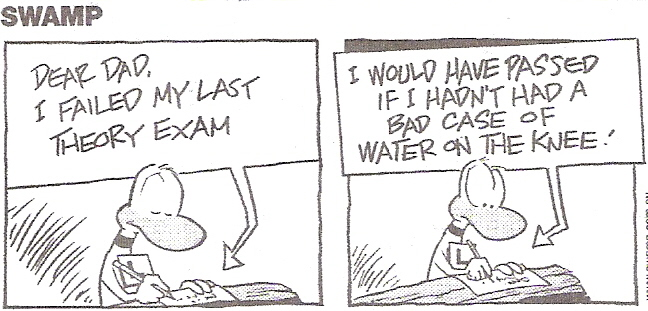 SWAMP
DEAR DAD,
I FAILED MY LAST
THEORY EXAM
L
I WOULD HAVE PASSED
IF I HADN'T HAD A
BAD CASE OF
WATER ON THE KNEE!
L